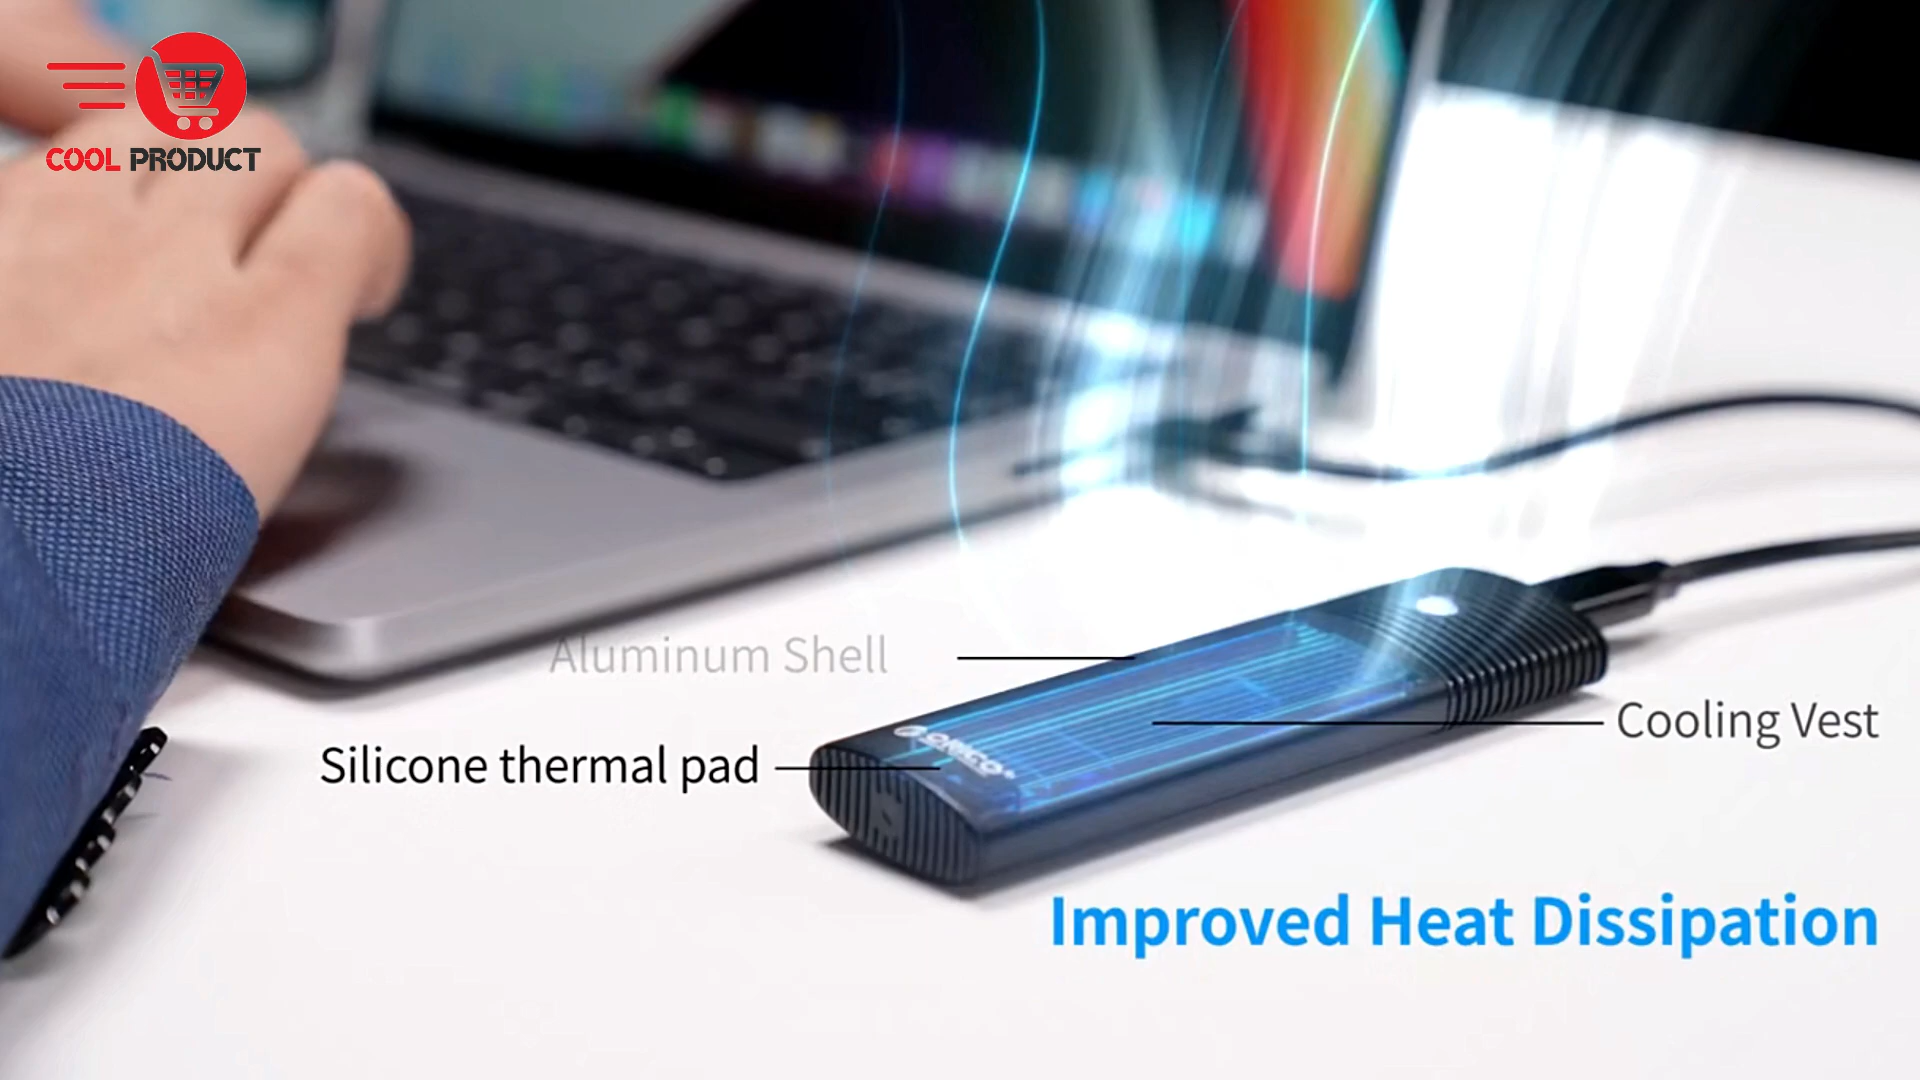 COOL PRODUCT
Aluminum Shell
Cooling Vest
Silicone thermal pad
ORICO
Improved Heat Dissipation